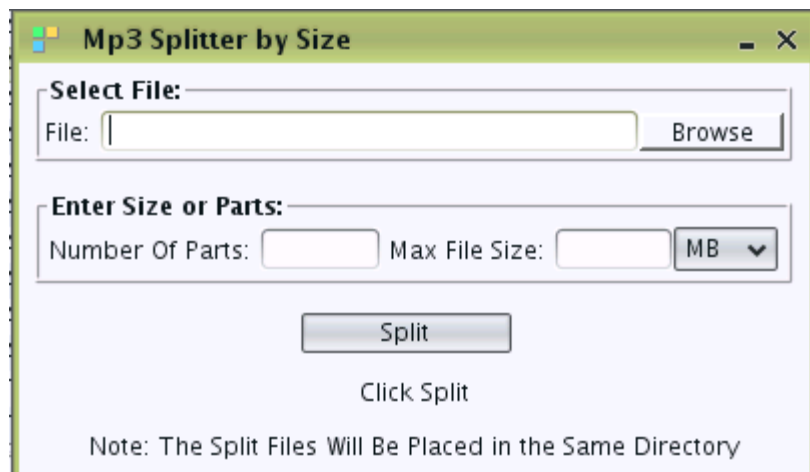 Mp3 Splitter by Size
Select File:
File: Browse
Enter Size or Parts:
Number Of Parts: Max File Size: MB
Split
Click Split
Note: The Split Files Will Be Placed in the Same Directory